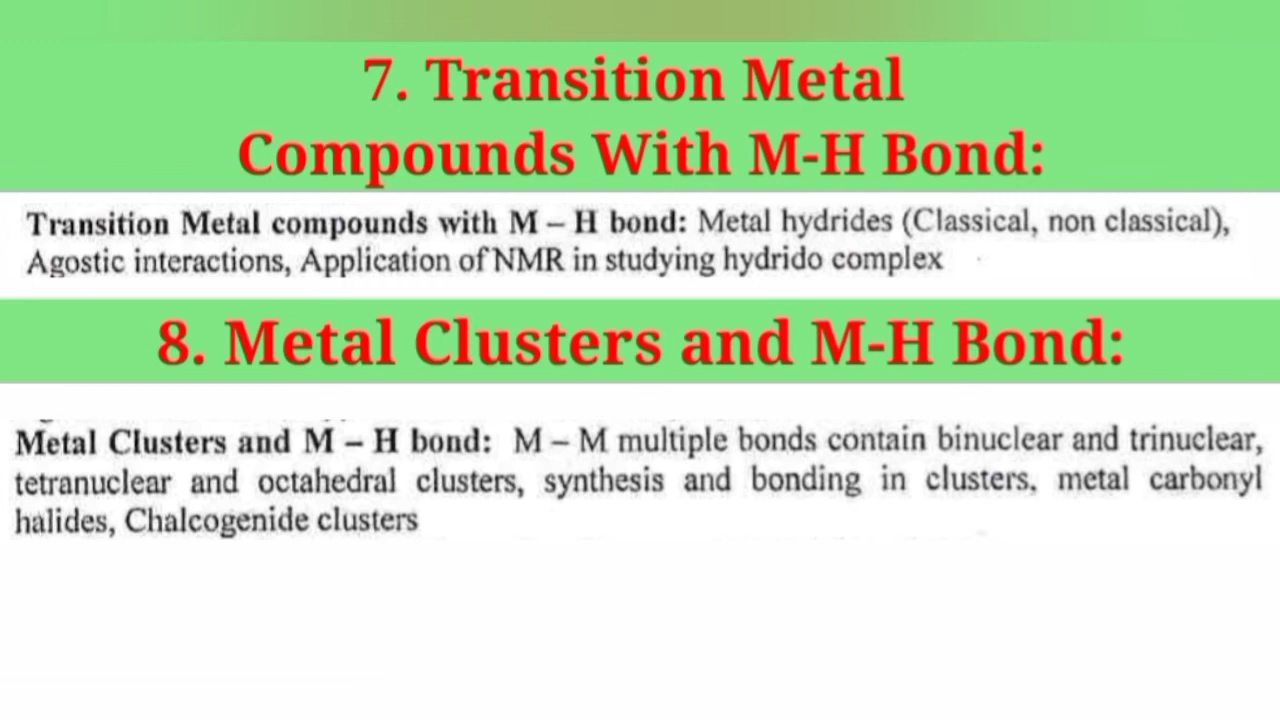 7. Transition Metal
Compounds With M-H Bond:
Transition Metal compounds with M – H bond: Metal hydrides (Classical, non classical),
Agostic interactions, Application of NMR in studying hydrido complex
8. Metal Clusters and M-H Bond:
Metal Clusters and M – H bond: M – M multiple bonds contain binuclear and trinuclear,
tetranuclear and octahedral clusters, synthesis and bonding in clusters, metal carbonyl
halides, Chalcogenide clusters